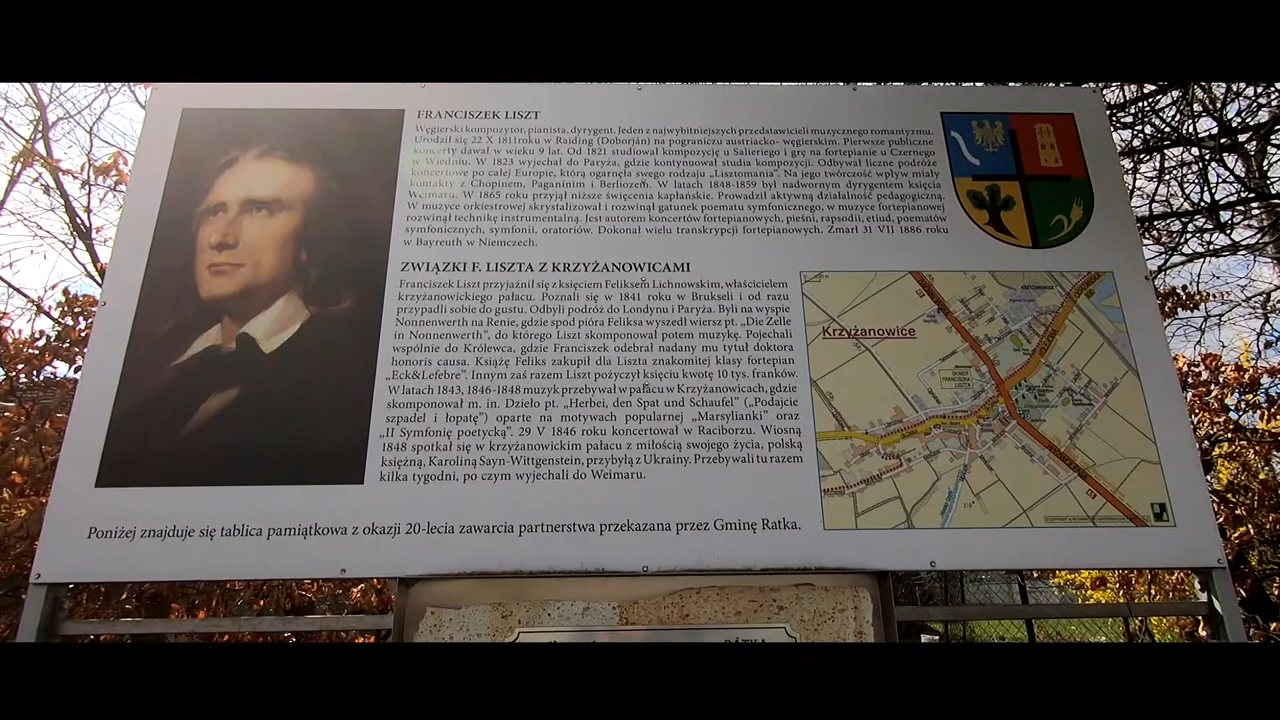 FRANCISZEK LISZT
Węgierski kompozytor, pianista, dyrygent. Jeden z najwybitniejszych przedstawicieli muzycznego romantyzmu.
Urodził się 22 X 1811roku w Raiding (Doborján) na pograniczu austriacko- węgierskim. Pierwsze publiczne
koncerty dawał w wieku 9 lat. Od 1821 studiował kompozycję u Salieriego i grę na fortepianie u Czernego
w Wiedniu. W 1823 wyjechał do Paryża, gdzie kontynuował studia kompozycji. Odbywał liczne podróże
koncertowe po całej Europie, którą ogarnęła swego rodzaju „Lisztomania”. Na jego twórczość wpływ miały
kontakty z Chopinem, Paganinim i Berliozem. W latach 1848-1859 był nadwornym dyrygentem księcia
Weimaru. W 1865 roku przyjął niższe święcenia kapłańskie. Prowadził aktywną działalność pedagogiczną.
W muzyce orkiestrowej skrystalizował i rozwinął gatunek poematu symfonicznego, w muzyce fortepianowej
rozwinął technikę instrumentalną. Jest autorem koncertów fortepianowych, pieśni, rapsodii, etiud, poematów
symfonicznych, symfonii, oratoriów. Dokonał wielu transkrypcji fortepianowych. Zmarł 31 VII 1886 roku
w Bayreuth w Niemczech.
ZWIĄZKI F. LISZTA Z KRZYŻANOWICAMI
Franciszek Liszt przyjaźnił się z księciem Feliksem Lichnowskim, właścicielem
krzyżanowickiego pałacu. Poznali się w 1841 roku w Brukseli i od razu
przypadli sobie do gustu. Odbyli podróż do Londynu i Paryża. Byli na wyspie
Nonnenwerth na Renie, gdzie spod pióra Feliksa wyszedł wiersz pt. „Die Zelle
in Nonnenwerth”, do którego Liszt skomponował potem muzykę. Pojechali
wspólnie do Królewca, gdzie Franciszek odebrał nadany mu tytuł doktora
honoris causa. Książę Feliks zakupił dla Liszta znakomitej klasy fortepian
„Eck&Lefebre”. Innym zaś razem Liszt pożyczył księciu kwotę 10 tys. franków.
W latach 1843, 1846-1848 muzyk przebywał w pałacu w Krzyżanowicach, gdzie
skomponował m. in. Dzieło pt. „Herbei, den Spat und Schaufel” („Podajcie
szpadel i łopatę”) oparte na motywach popularnej „Marsylianki” oraz
„II Symfonię poetycką”. 29 V 1846 roku koncertował w Raciborzu. Wiosną
1848 spotkał się w krzyżanowickim pałacu z miłością swojego życia, polską
księżną, Karoliną Sayn-Wittgenstein, przybyłą z Ukrainy. Przebywali tu razem
kilka tygodni, po czym wyjechali do Weimaru.
Krzyżanowice
SKWER
FRANCISZKA
LISZTA
Poniżej znajduje się tablica pamiątkowa z okazji 20-lecia zawarcia partnerstwa przekazana przez Gminę Ratka.